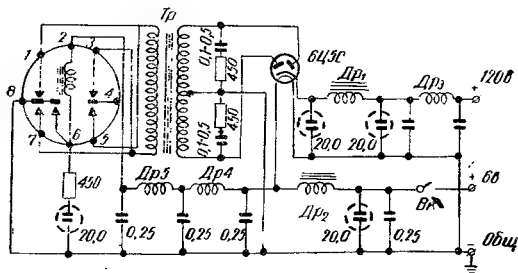 Тр
6Ц5С
1
2
3
4
5
6
7
8
0,1-0,5
450
450
0,1-0,5
Др₁
Др₃
+
120в
20,0
20,0
450
20,0
Др5
Др4
0,25
0,25
0,25
Др₂
20,0
0,25
Вк
+
6в
–
Общ